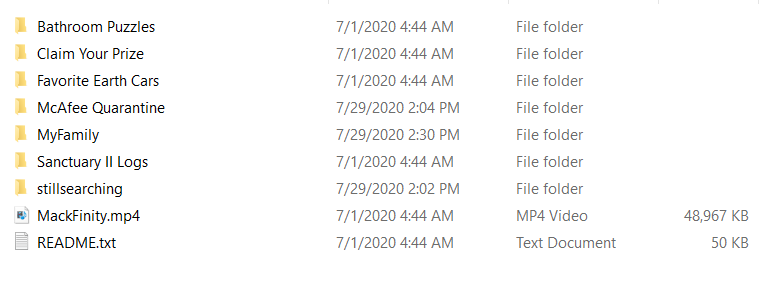 Bathroom Puzzles 7/1/2020 4:44 AM File folder
Claim Your Prize 7/1/2020 4:44 AM File folder
Favorite Earth Cars 7/1/2020 4:44 AM File folder
McAfee Quarantine 7/29/2020 2:04 PM File folder
MyFamily 7/29/2020 2:30 PM File folder
Sanctuary II Logs 7/1/2020 4:44 AM File folder
stillsearching 7/29/2020 2:02 PM File folder
MackFinity.mp4 7/1/2020 4:44 AM MP4 Video 48,967 KB
README.txt 7/1/2020 4:44 AM Text Document 50 KB